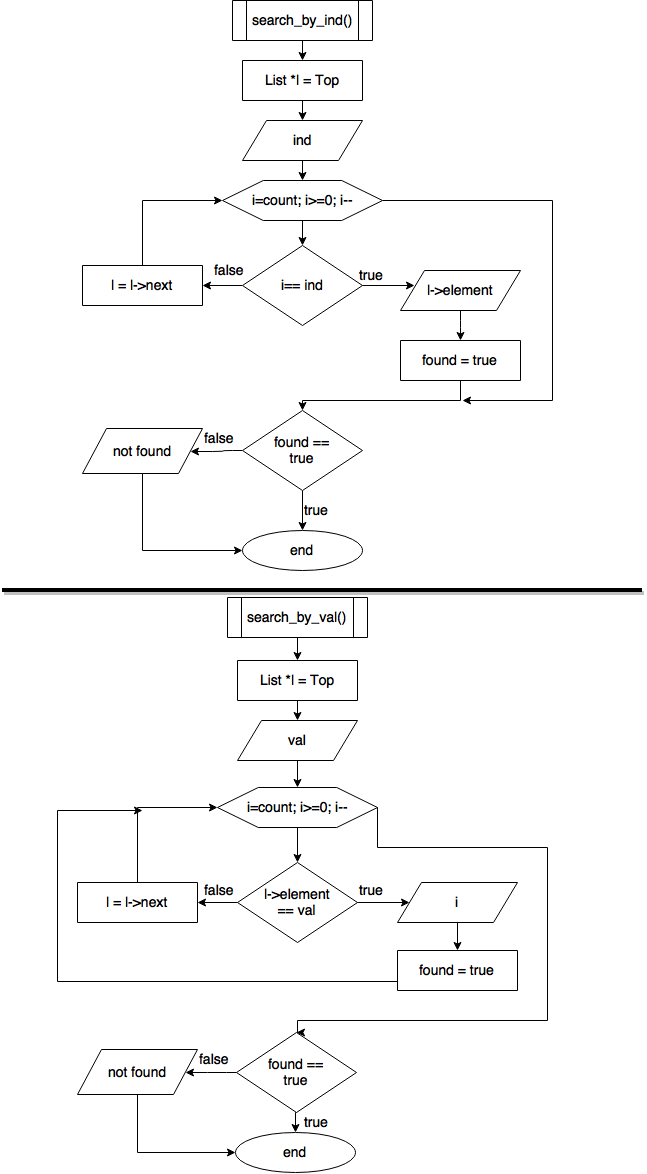 search_by_ind()
List *l = Top
ind
i=count; i>=0; i--
false
true
l = l->next
i== ind
l->element
found = true
false
not found
found ==
true
true
end
search_by_val()
List *l = Top
val
i=count; i>=0; i--
false
true
l = l->next
l->element
== val
i
found = true
false
not found
found ==
true
true
end